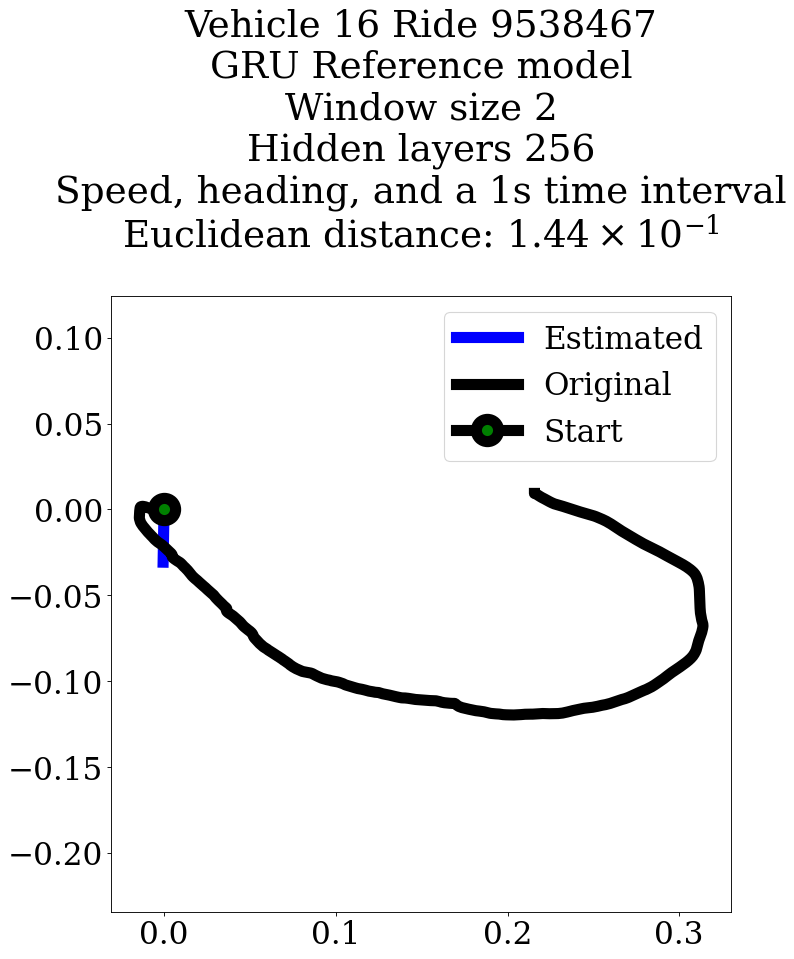 Vehicle 16 Ride 9538467
GRU Reference model
Window size 2
Hidden layers 256
Speed, heading, and a 1s time interval
Euclidean distance: 1.44 × 10⁻¹
Estimated
Original
Start
0.10
0.05
0.00
−0.05
−0.10
−0.15
−0.20
0.0 0.1 0.2 0.3